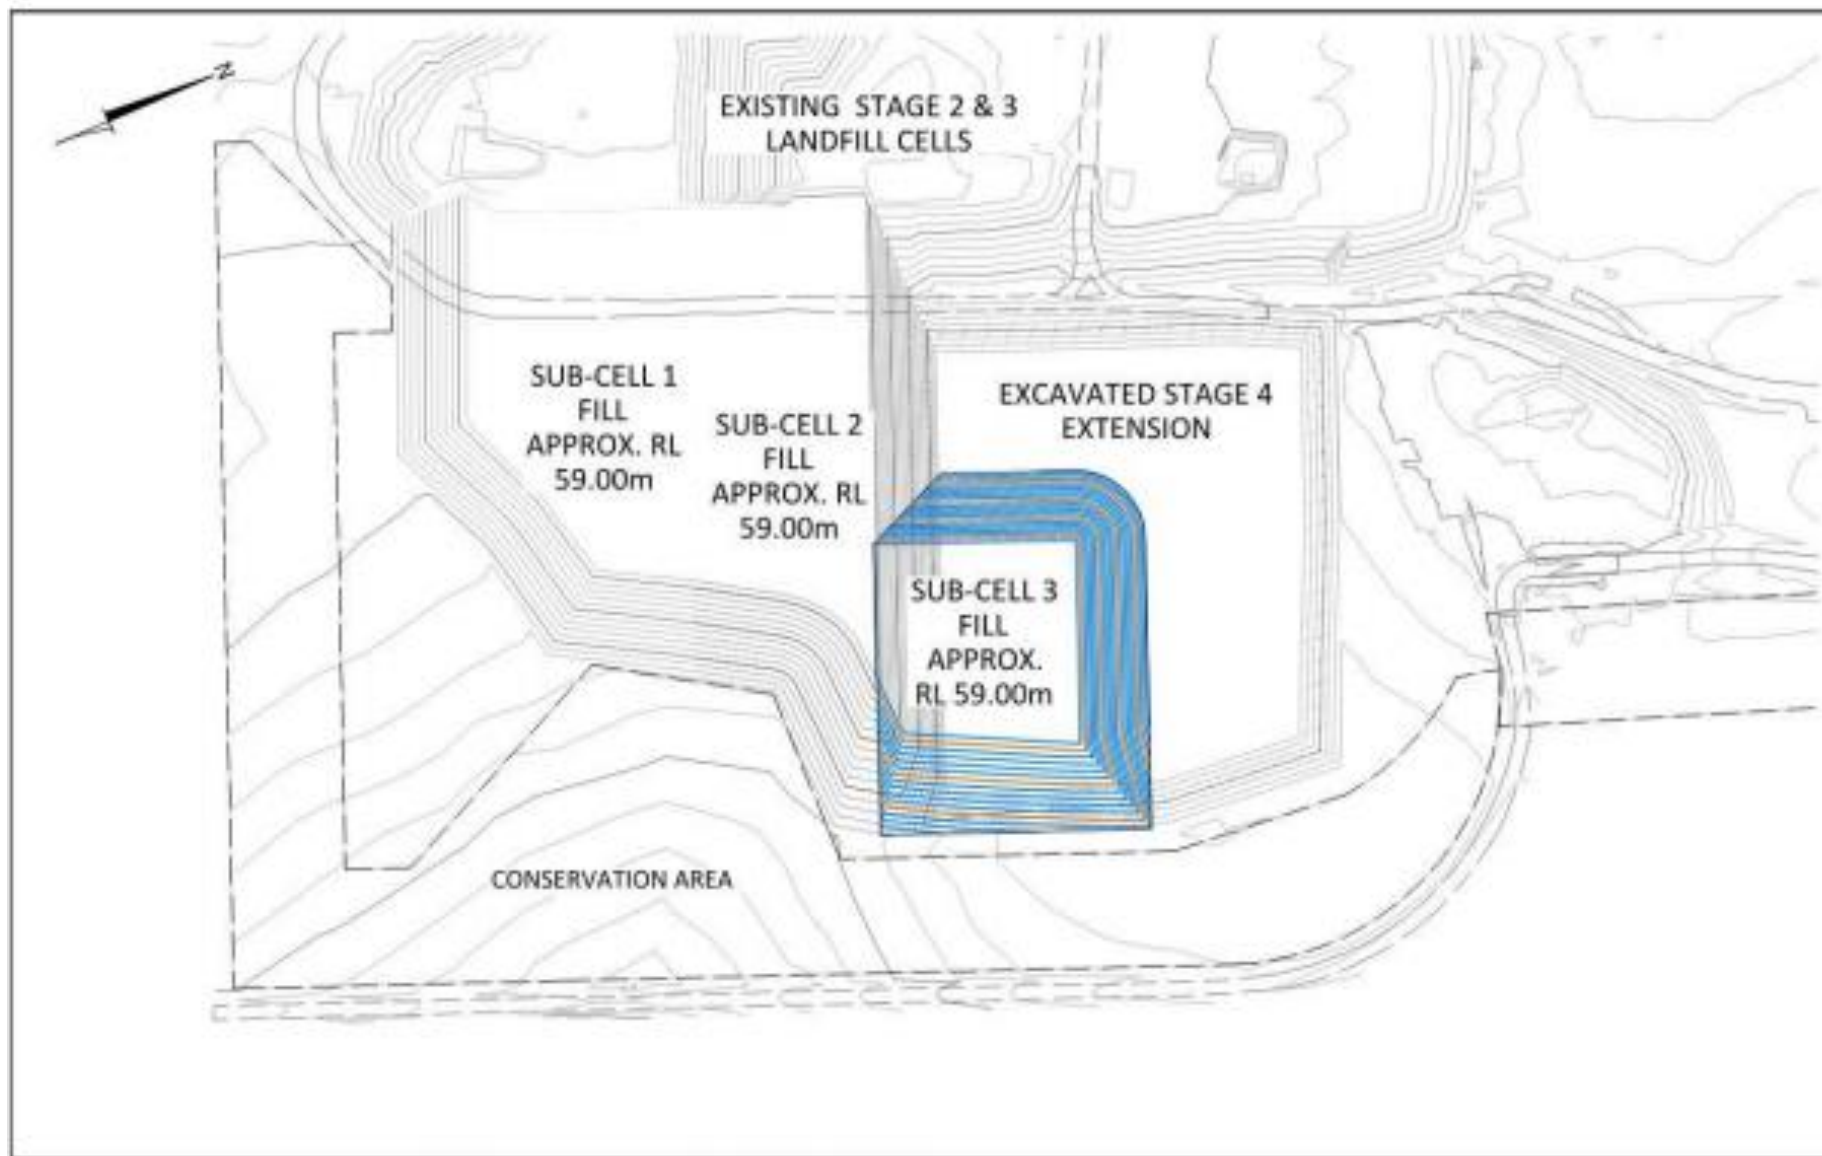 N
EXISTING STAGE 2 & 3
LANDFILL CELLS
SUB-CELL 1
FILL
APPROX. RL
59.00m
SUB-CELL 2
FILL
APPROX. RL
59.00m
EXCAVATED STAGE 4
EXTENSION
SUB-CELL 3
FILL
APPROX.
RL 59.00m
CONSERVATION AREA